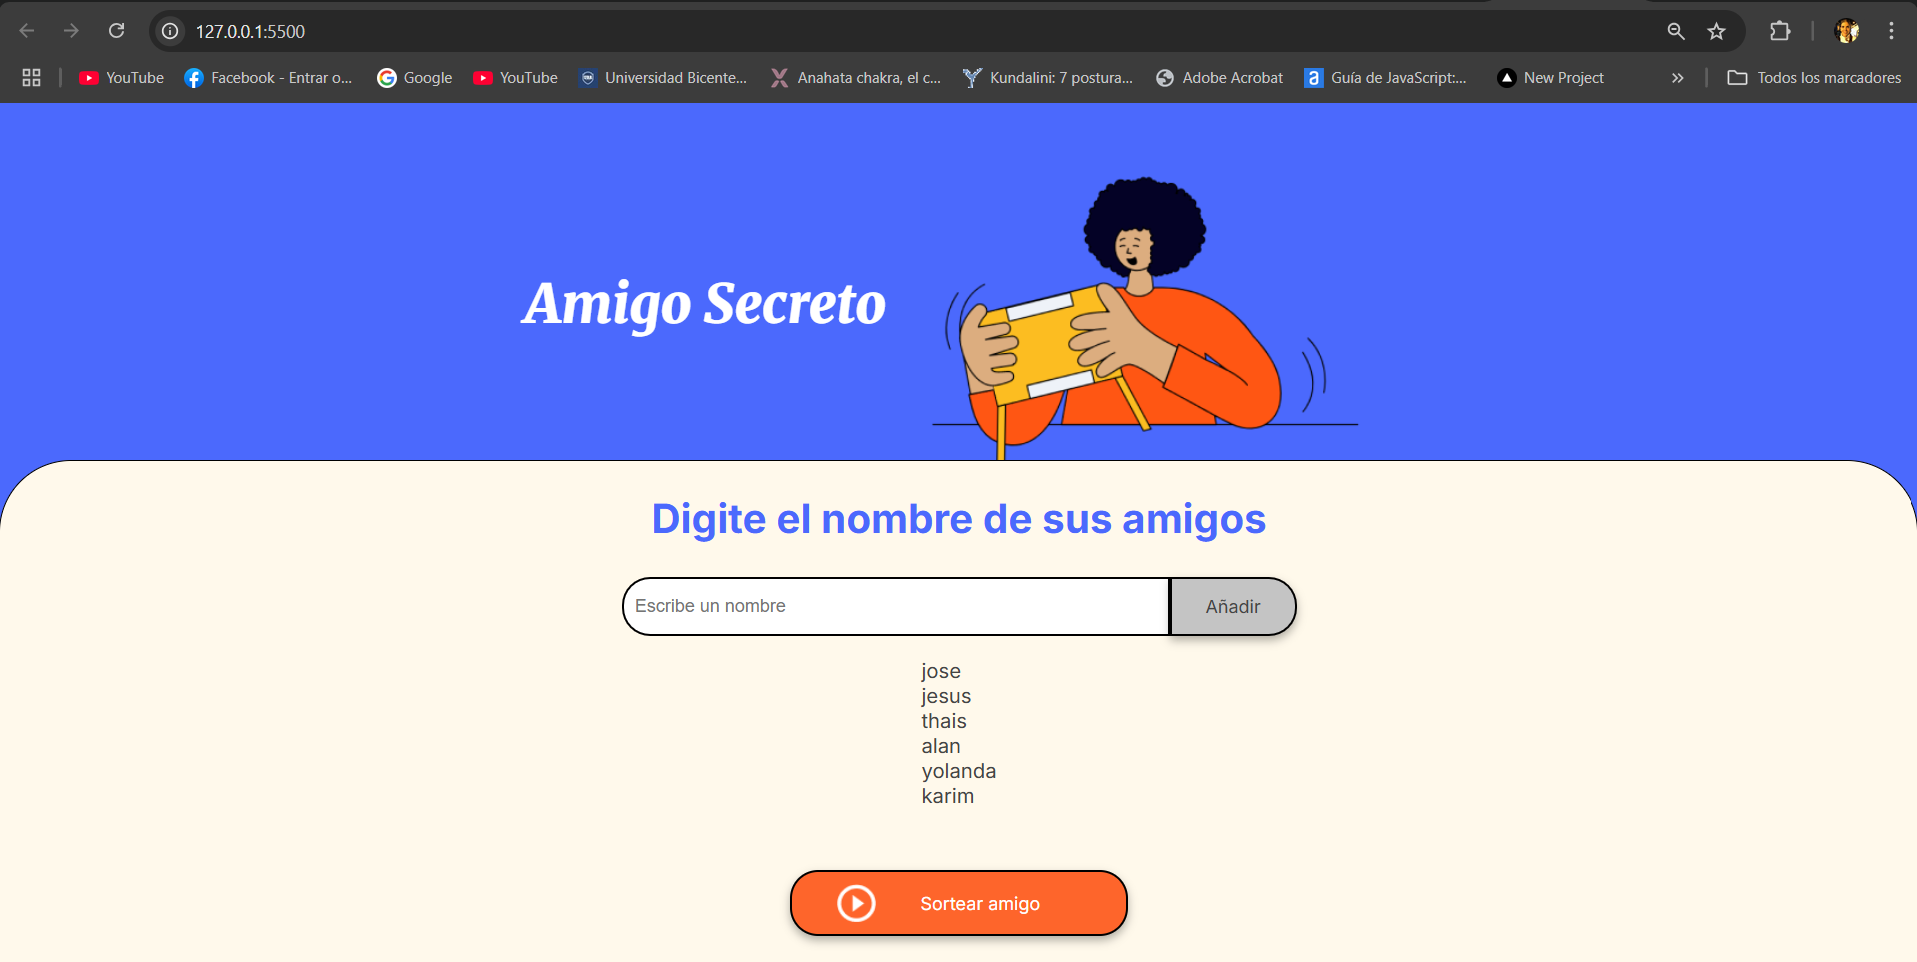 127.0.0.1:5500
YouTube Facebook - Entrar o... Google YouTube Universidad Bicente... Anahata chakra, el c... Kundalini: 7 postura... Adobe Acrobat Guía de JavaScript:... New Project » Todos los marcadores
Amigo Secreto
Digite el nombre de sus amigos
Escribe un nombre Añadir
jose
jesus
thais
alan
yolanda
karim
Sortear amigo